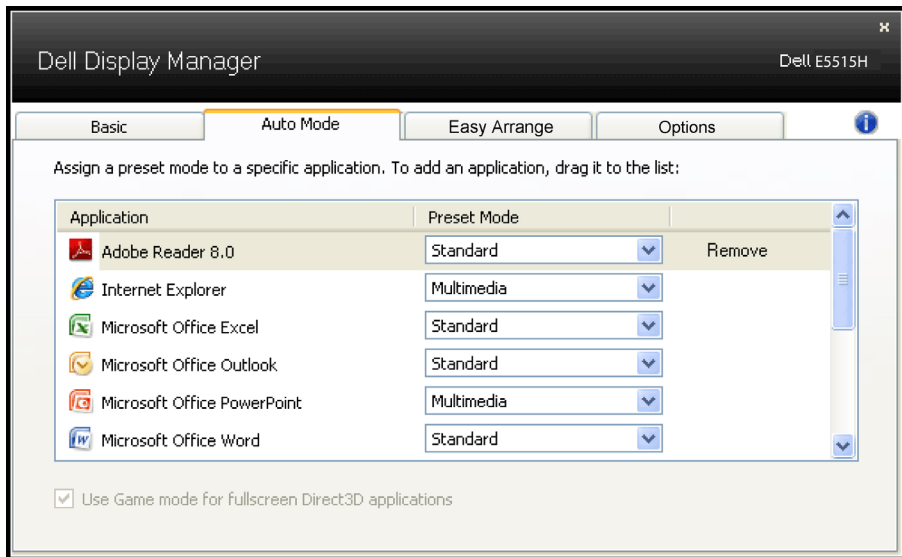 Dell Display Manager
Dell E5515H
Basic Auto Mode Easy Arrange Options
Assign a preset mode to a specific application. To add an application, drag it to the list:
Application Preset Mode
Adobe Reader 8.0 Standard Remove
Internet Explorer Multimedia
Microsoft Office Excel Standard
Microsoft Office Outlook Standard
Microsoft Office PowerPoint Multimedia
Microsoft Office Word Standard
Use Game mode for fullscreen Direct3D applications